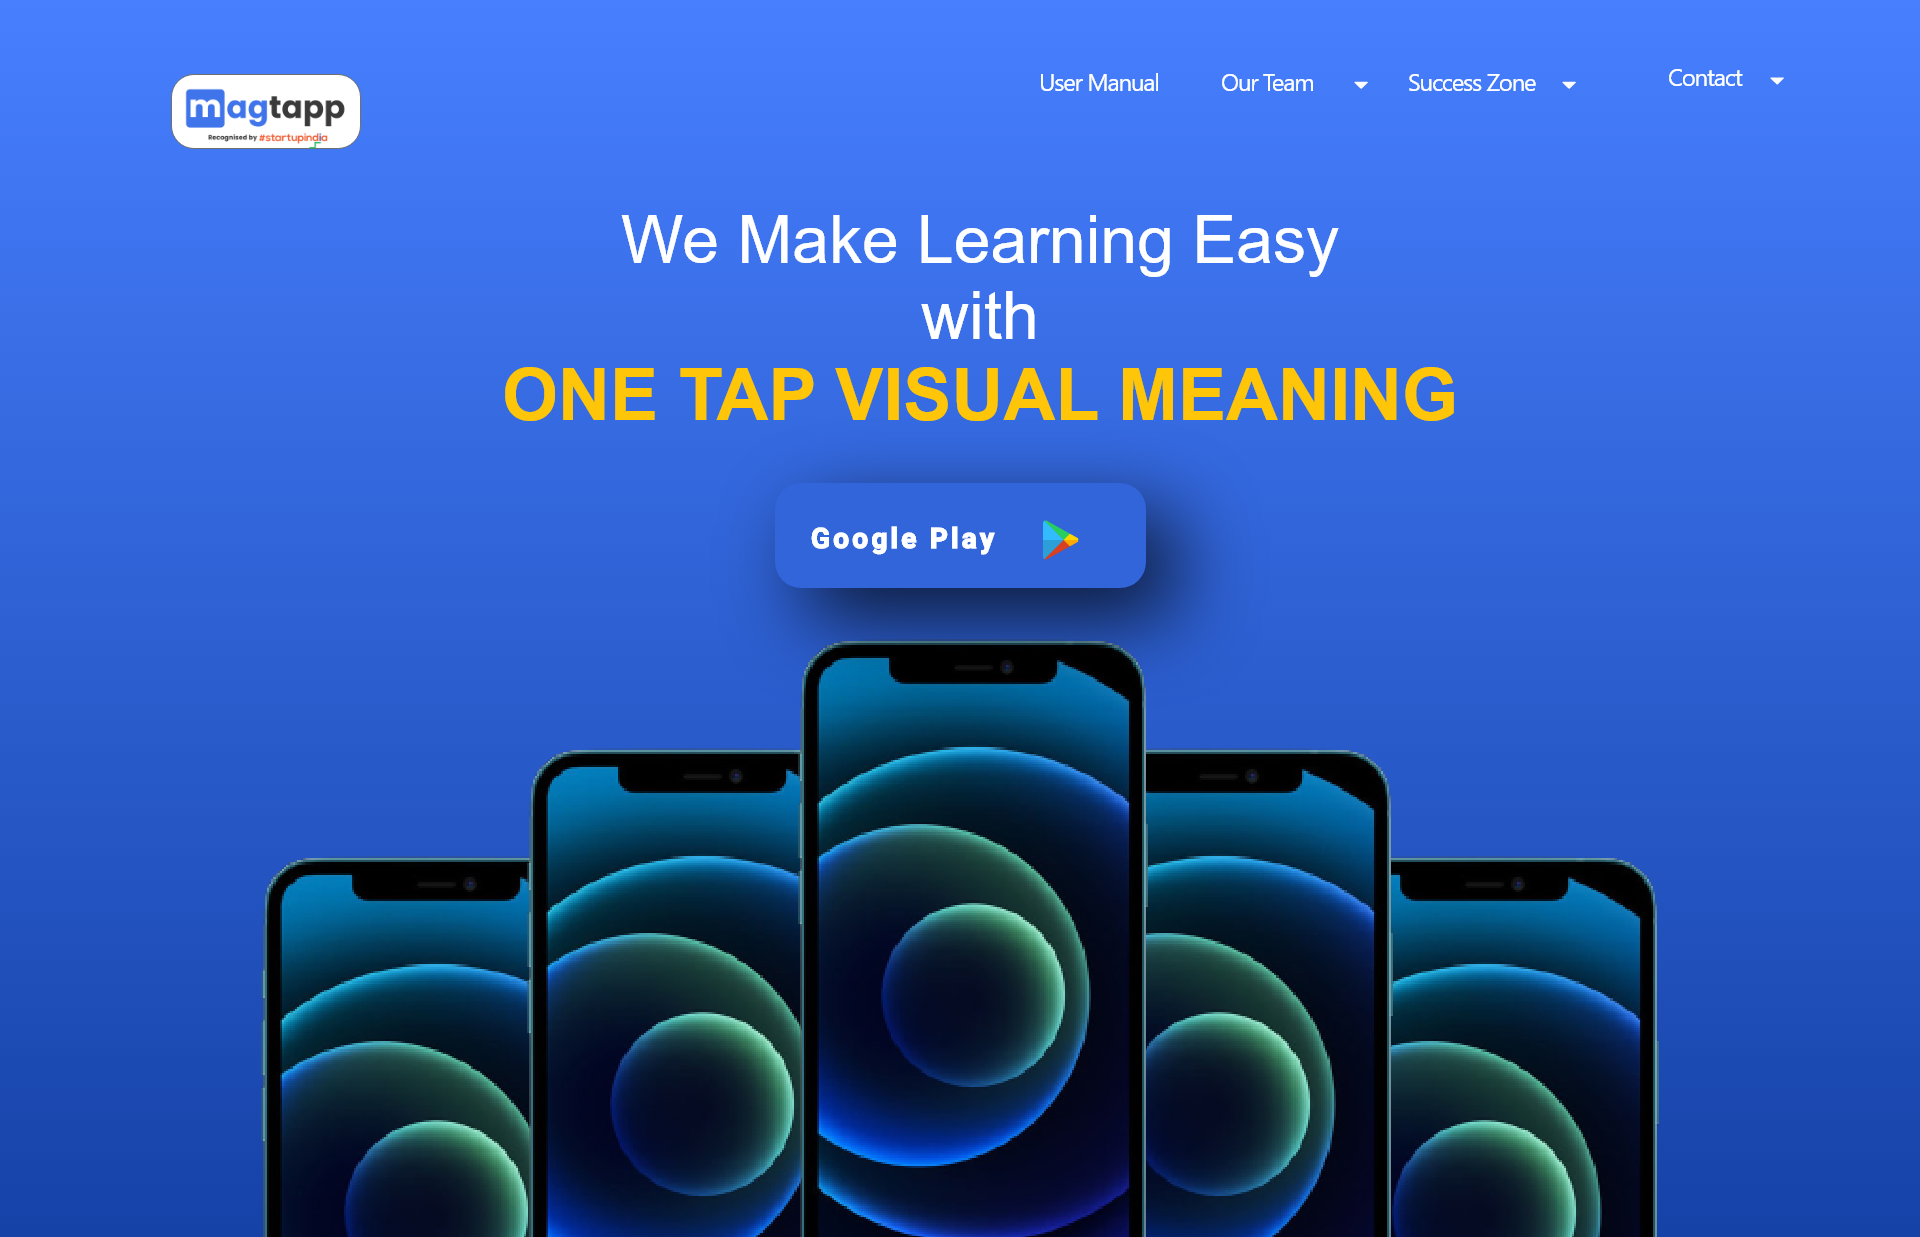 magtapp
Recognised by #startupindia
User Manual
Our Team
Success Zone
Contact
We Make Learning Easy
with
ONE TAP VISUAL MEANING
Google Play